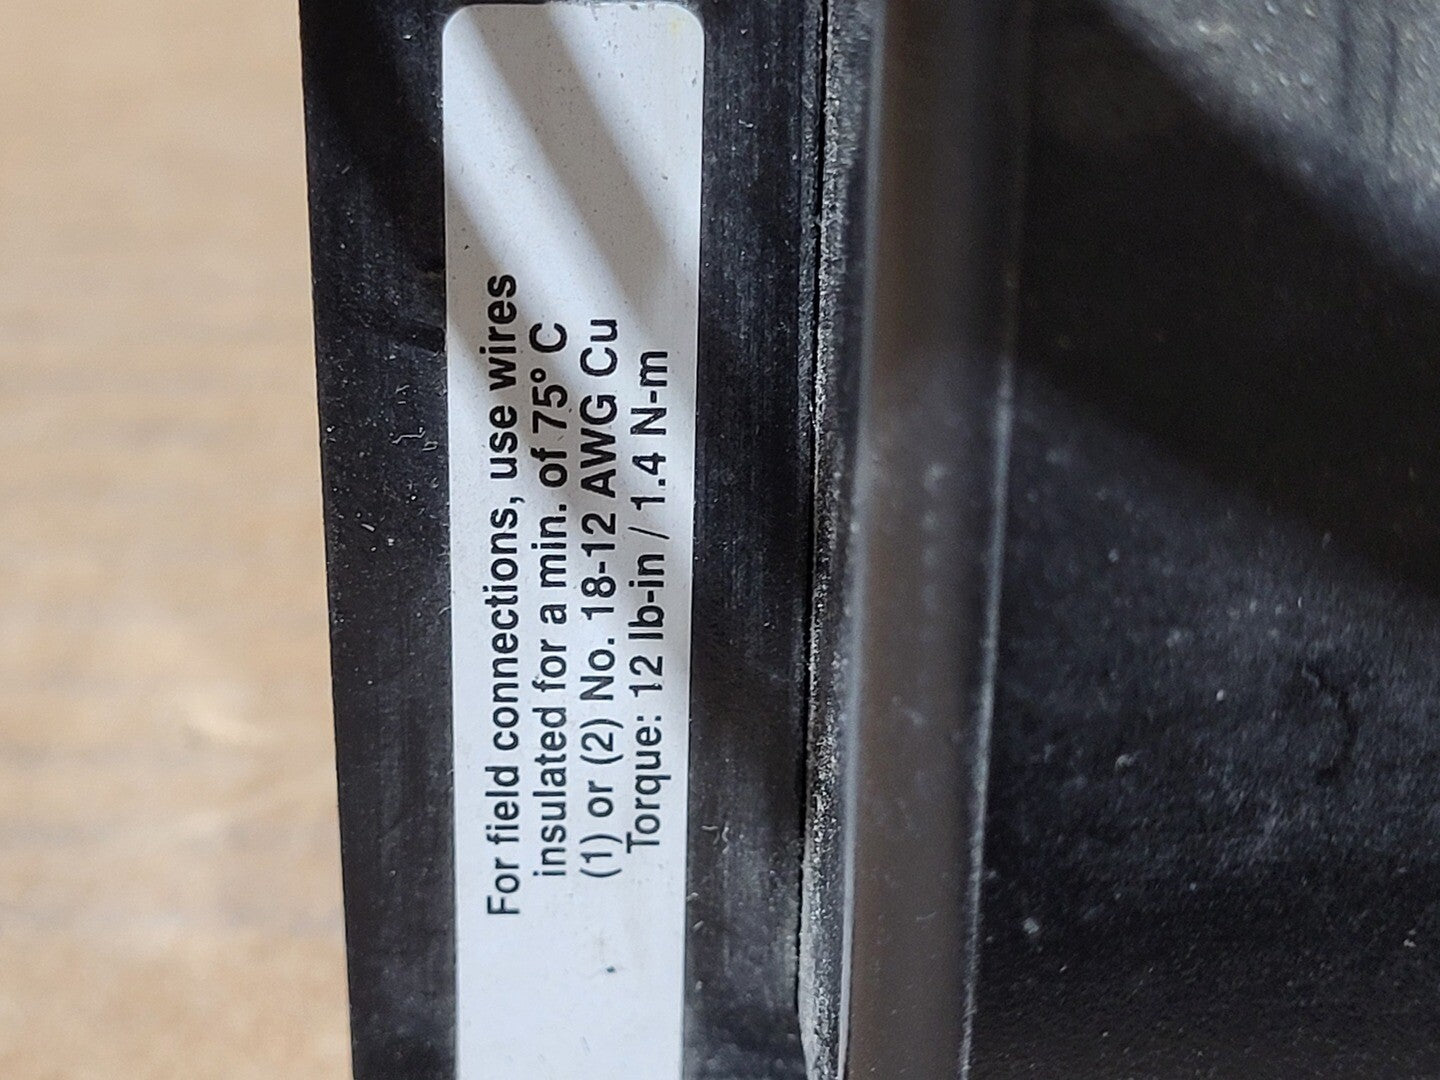 For field connections, use wires
insulated for a min. of 75° C
(1) or (2) No. 18-12 AWG Cu
Torque: 12 lb-in / 1.4 N-m